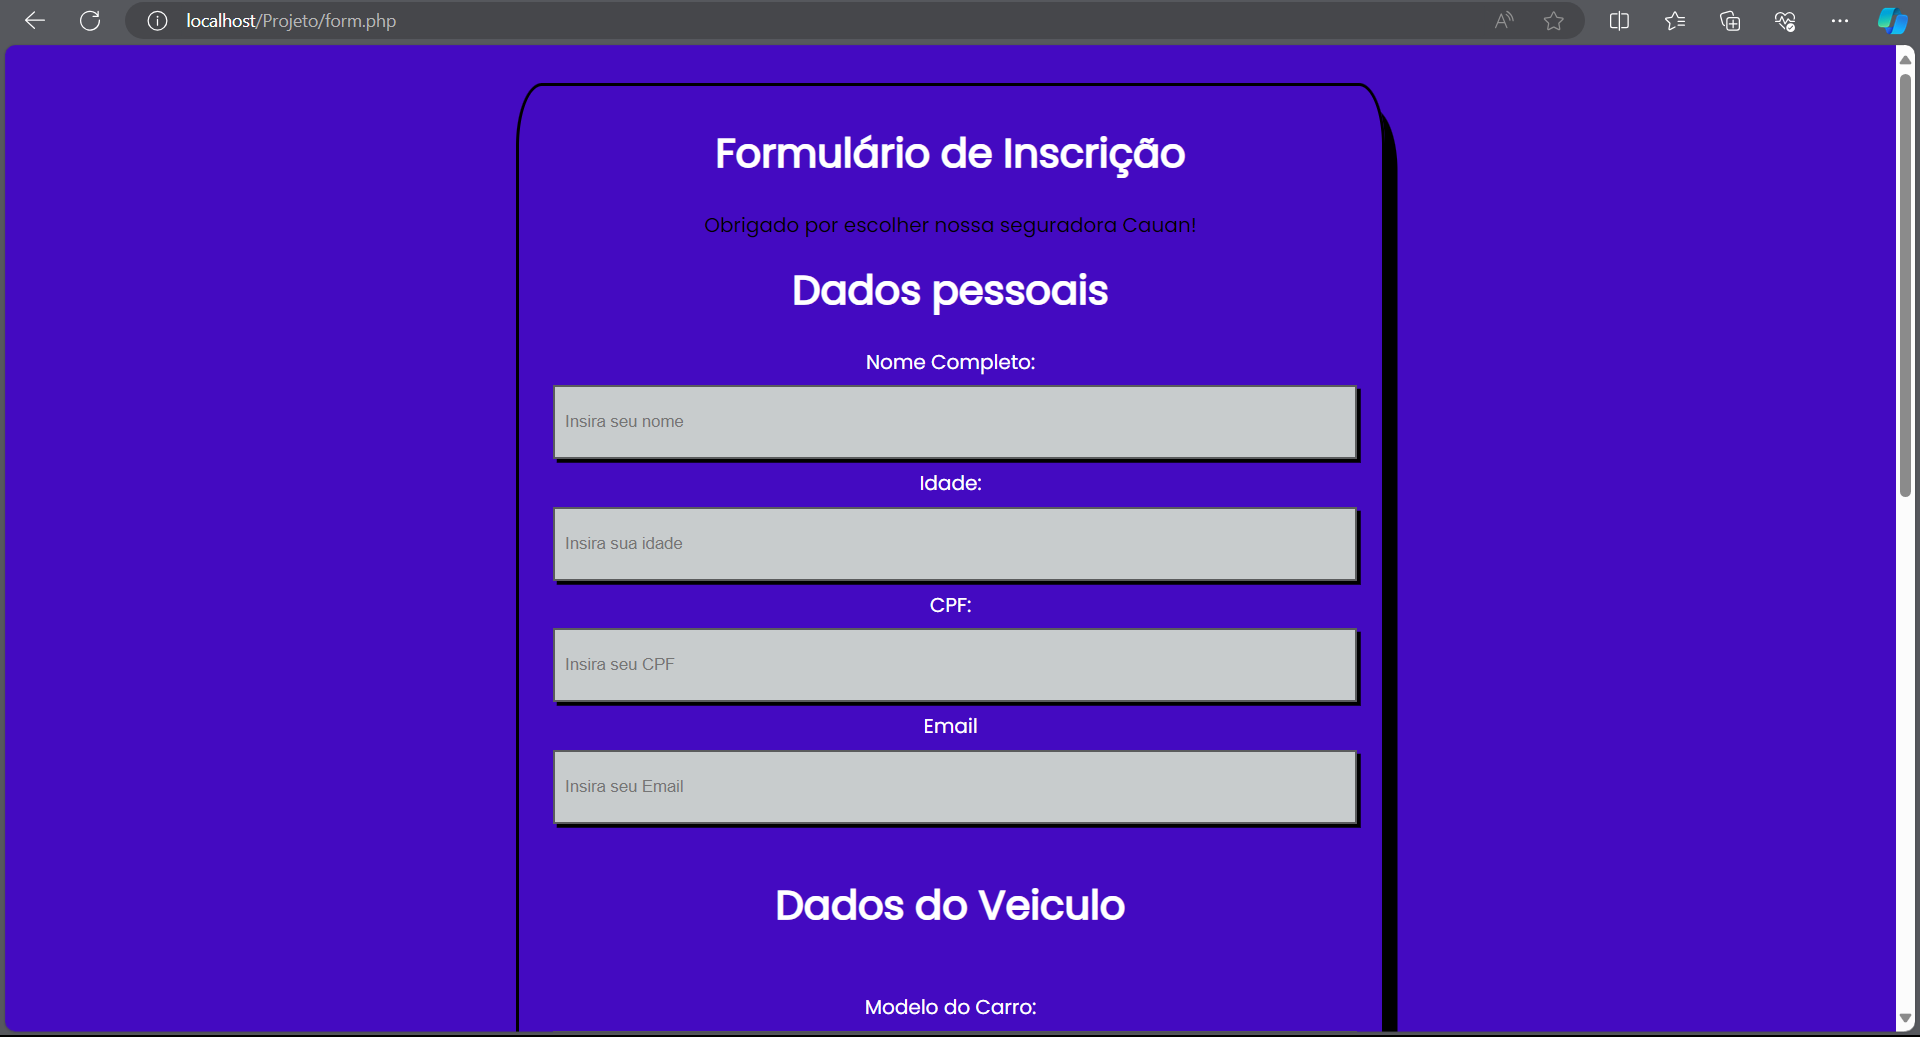 localhost/Projeto/form.php
Formulário de Inscrição
Obrigado por escolher nossa seguradora Cauan!
Dados pessoais
Nome Completo:
Insira seu nome
Idade:
Insira sua idade
CPF:
Insira seu CPF
Email
Insira seu Email
Dados do Veiculo
Modelo do Carro: